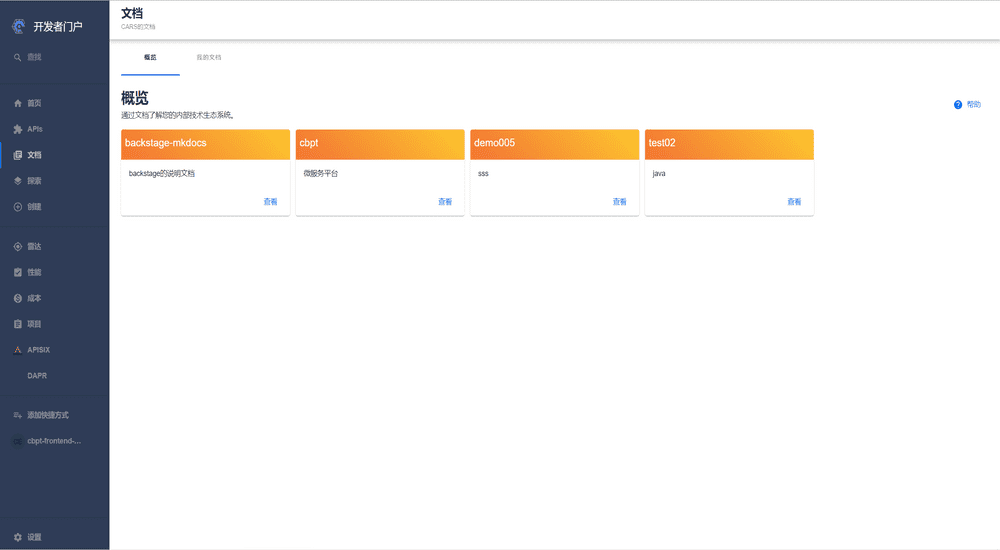 开发者门户
查找
首页
APIs
文档
探索
创建
雷达
性能
成本
项目
APISIX
DAPR
添加快捷方式
cbpt-frontend-...
设置
文档
CARS的文档
概览
我的文档
概览
通过文档了解您的内部技术生态系统。
帮助
backstage-mkdocs
backstage的说明文档
查看
cbpt
微服务平台
查看
demo005
sss
查看
test02
java
查看